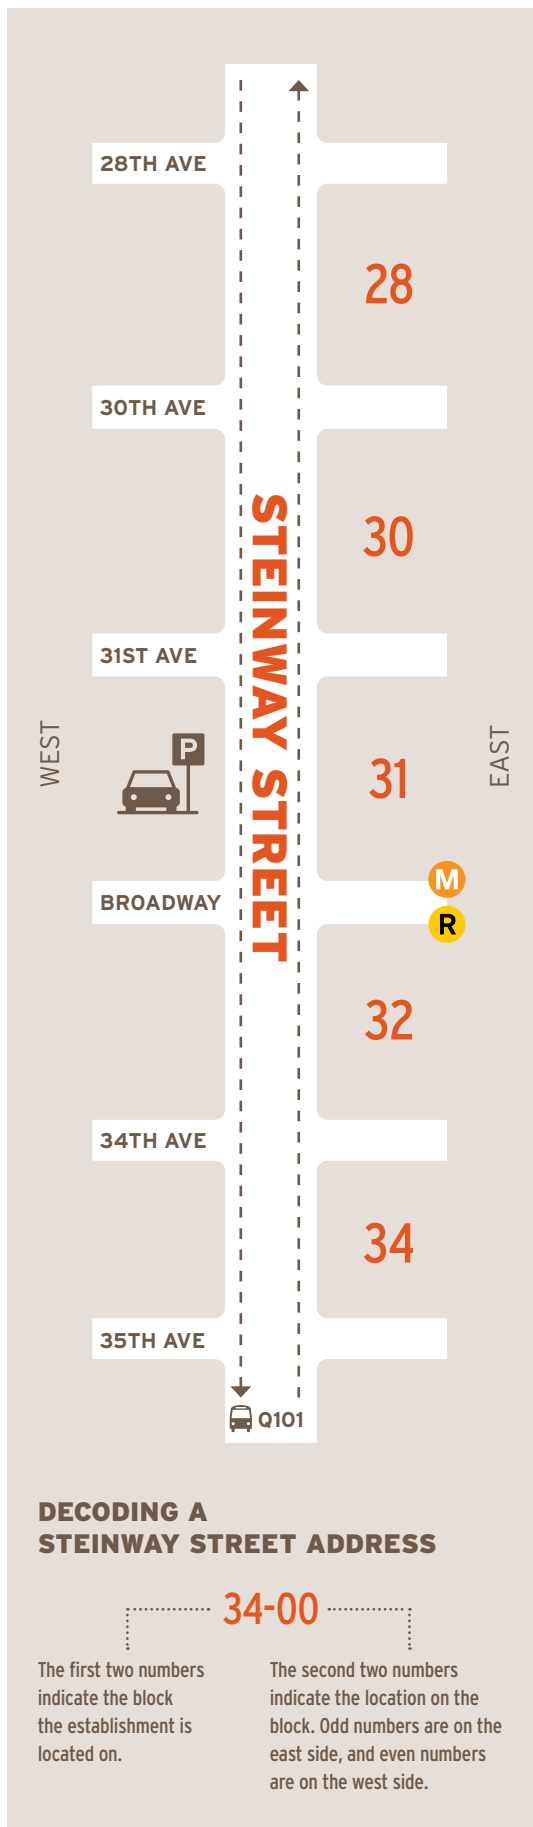 28TH AVE
28
30TH AVE
30
STEINWAY STREET
31ST AVE
WEST
EAST
P
31
M
BROADWAY
R
32
34TH AVE
34
35TH AVE
Q101
DECODING A
STEINWAY STREET ADDRESS
34-00
The first two numbers
indicate the block
the establishment is
located on.
The second two numbers
indicate the location on the
block. Odd numbers are on the
east side, and even numbers
are on the west side.